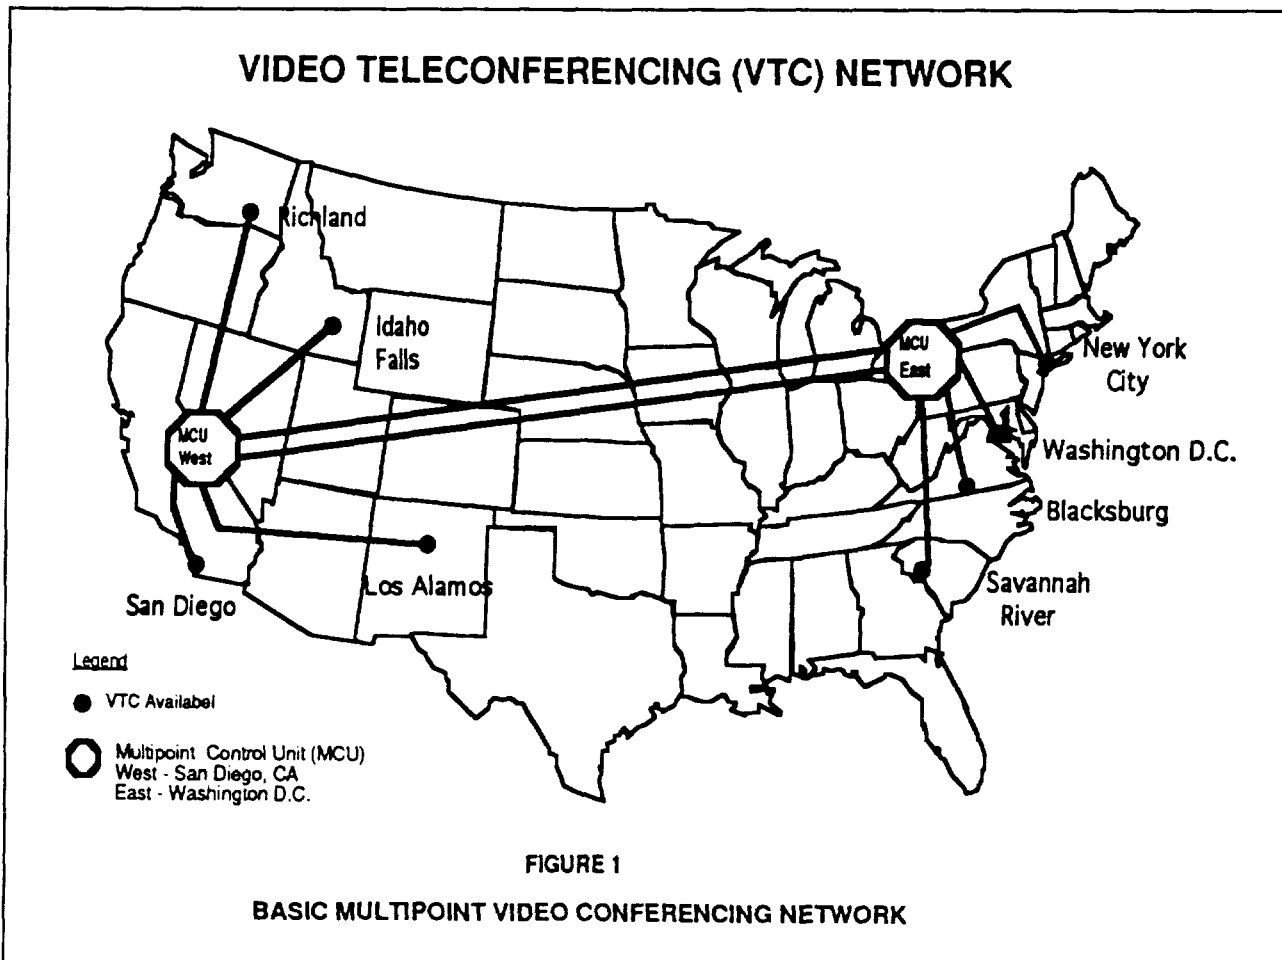 VIDEO TELECONFERENCING (VTC) NETWORK
Richland
Idaho
Falls
MCU
East
New York
City
MCU
West
Washington D.C.
Blacksburg
Los Alamos
San Diego
Savannah
River
Legend
VTC Availabel
Multipoint Control Unit (MCU)
West - San Diego, CA
East - Washington D.C.
FIGURE 1
BASIC MULTIPOINT VIDEO CONFERENCING NETWORK